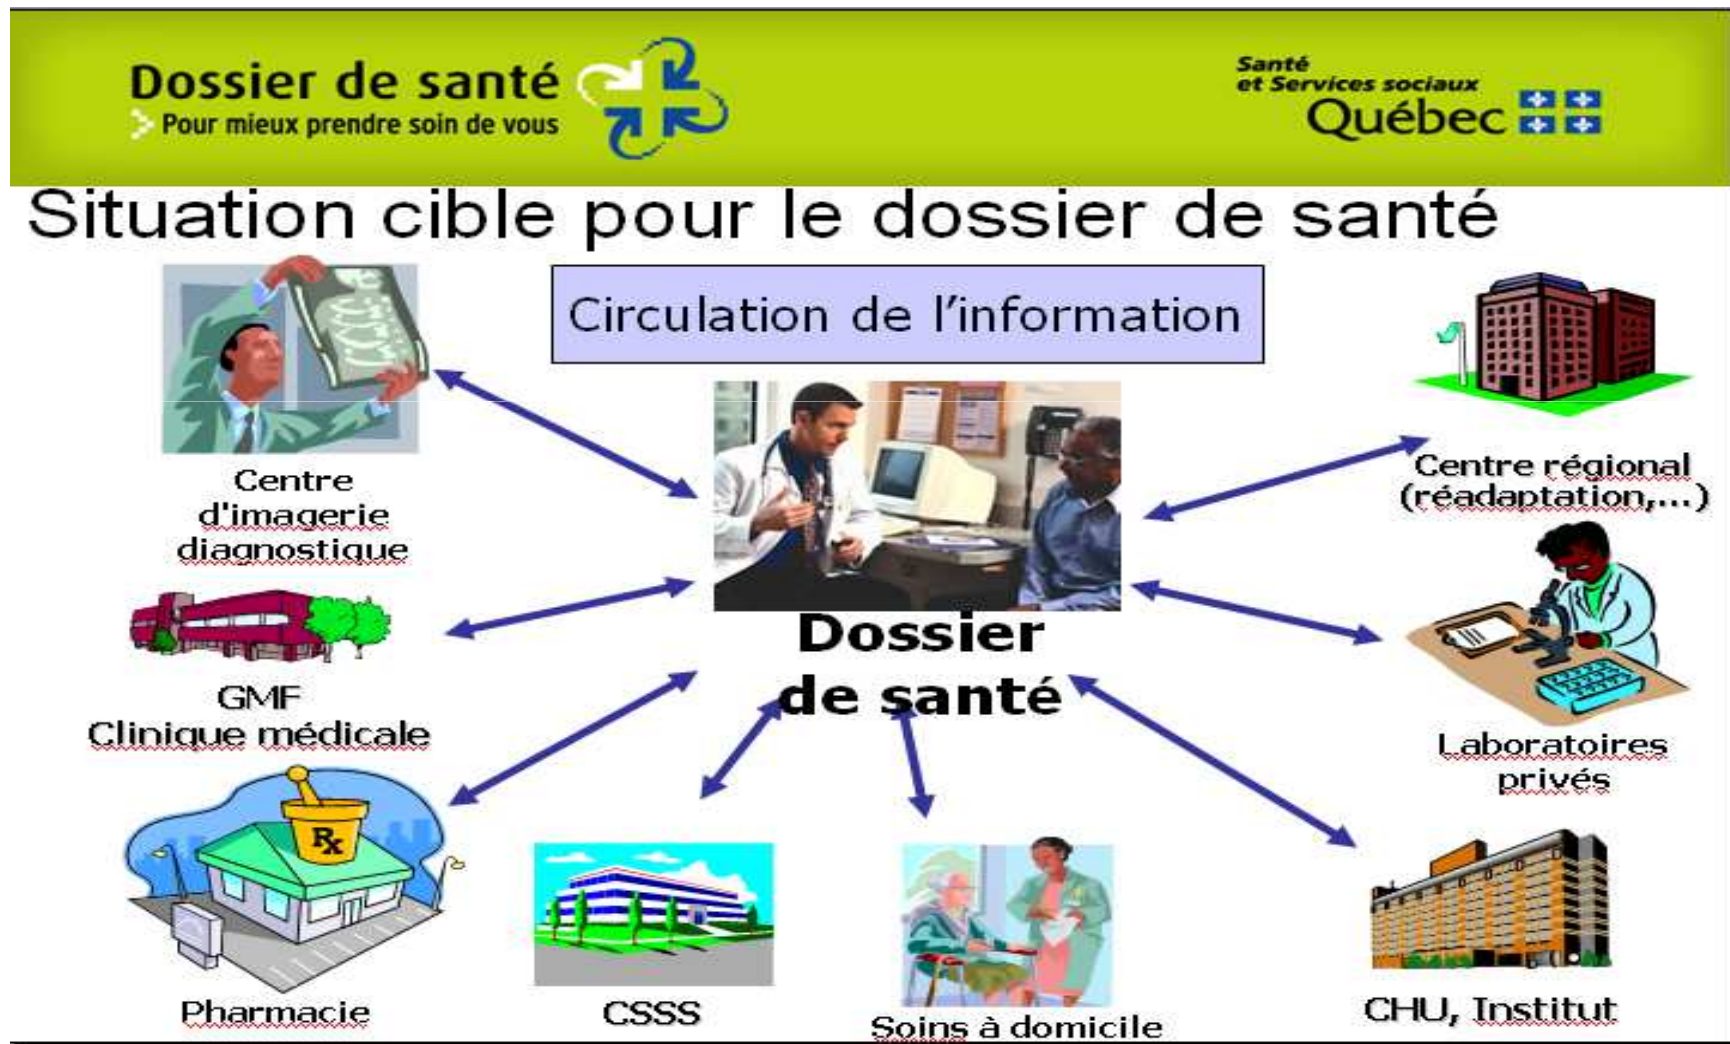 Dossier de santé
Pour mieux prendre soin de vous
Santé
et Services sociaux
Québec
Situation cible pour le dossier de santé
Circulation de l'information
Centre
d'imagerie
diagnostique
GMF
Clinique médicale
Rx
Pharmacie
CSSS
Soins à domicile
Dossier
de santé
Centre régional
(réadaptation,...)
Laboratoires
privés
CHU, Institut